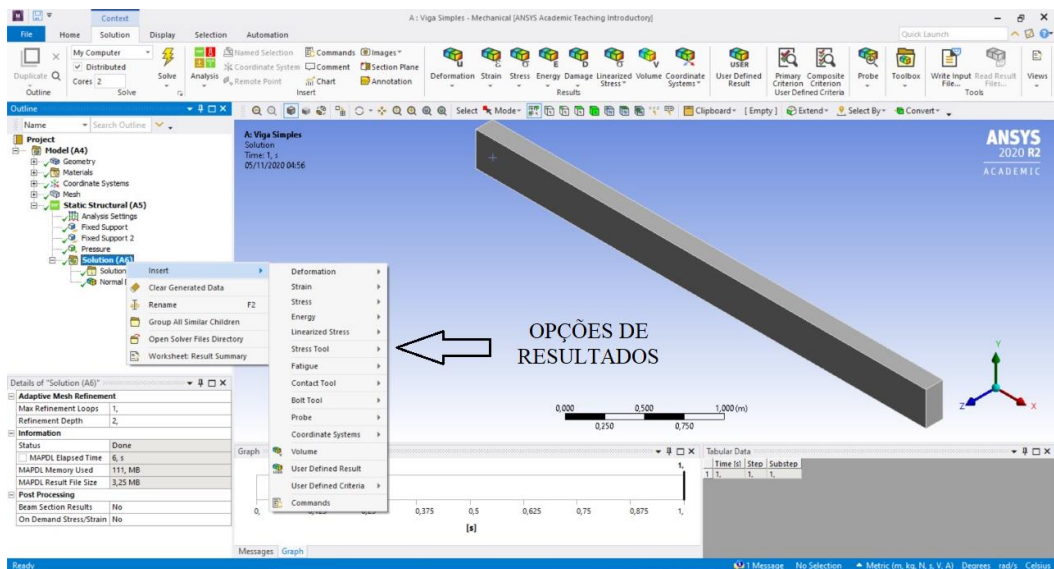 Context
A : Viga Simples - Mechanical [ANSYS Academic Teaching Introductory]
File Home Solution Display Selection Automation
Quick Launch
Duplicate
Outline
My Computer
Distributed
Cores 2
Solve
Solve
Analysis
Named Selection
Coordinate System
Remote Point
Commands
Comment
Chart
Images
Section Plane
Annotation
Insert
Deformation Strain Stress Energy Damage Linearized Stress Volume Coordinate Systems
Results
USER
User Defined Result
Primary Criterion
Composite Criterion
User Defined Criteria
Probe
Toolbox
Write Input File...
Read Result Files...
Tools
Views
Outline
Name
Search Outline
Select
Mode
Clipboard
[Empty]
Extend
Select By
Convert
Project
Model (A4)
Geometry
Materials
Coordinate Systems
Mesh
Static Structural (A5)
Analysis Settings
Fixed Support
Fixed Support 2
Pressure
Solution (A6)
Solution
Normal
A: Viga Simples
Solution
Time: 1, s
05/11/2020 04:56
ANSYS
2020 R2
ACADEMIC
Insert
Clear Generated Data
Rename F2
Group All Similar Children
Open Solver Files Directory
Worksheet: Result Summary
Deformation
Strain
Stress
Energy
Linearized Stress
Stress Tool
Fatigue
Contact Tool
Bolt Tool
Probe
Coordinate Systems
Volume
User Defined Result
User Defined Criteria
Commands
OPÇÕES DE
RESULTADOS
0,000 0,500 1,000 (m)
0,250 0,750
Y
Z
X
Details of "Solution (A6)"
Adaptive Mesh Refinement
Max Refinement Loops 1,
Refinement Depth 2,
Information
Status Done
MAPDL Elapsed Time 6, s
MAPDL Memory Used 111, MB
MAPDL Result File Size 3,25 MB
Post Processing
Beam Section Results No
On Demand Stress/Strain No
Graph
1,
0, 0,375 0,5 0,625 0,75 0,875 1,
[s]
Messages Graph
Tabular Data
Time [s] Step Substep
1 1, 1, 1,
Ready
1 Message No Selection Metric (m, kg, N, s, V, A) Degrees rad/s Celsius